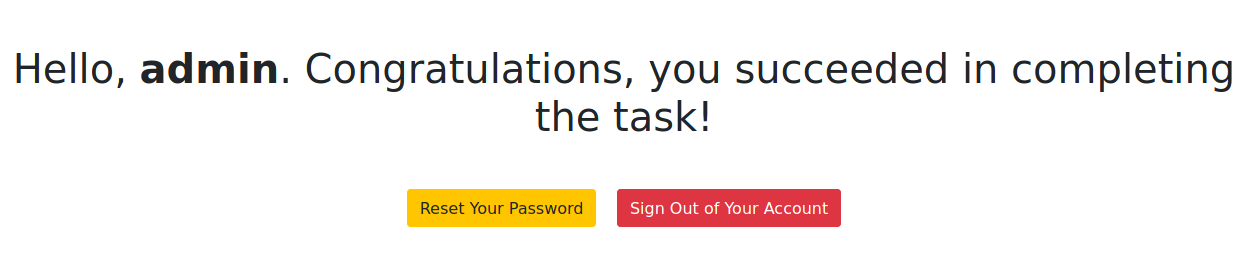 Hello, admin. Congratulations, you succeeded in completing
the task!
Reset Your Password
Sign Out of Your Account